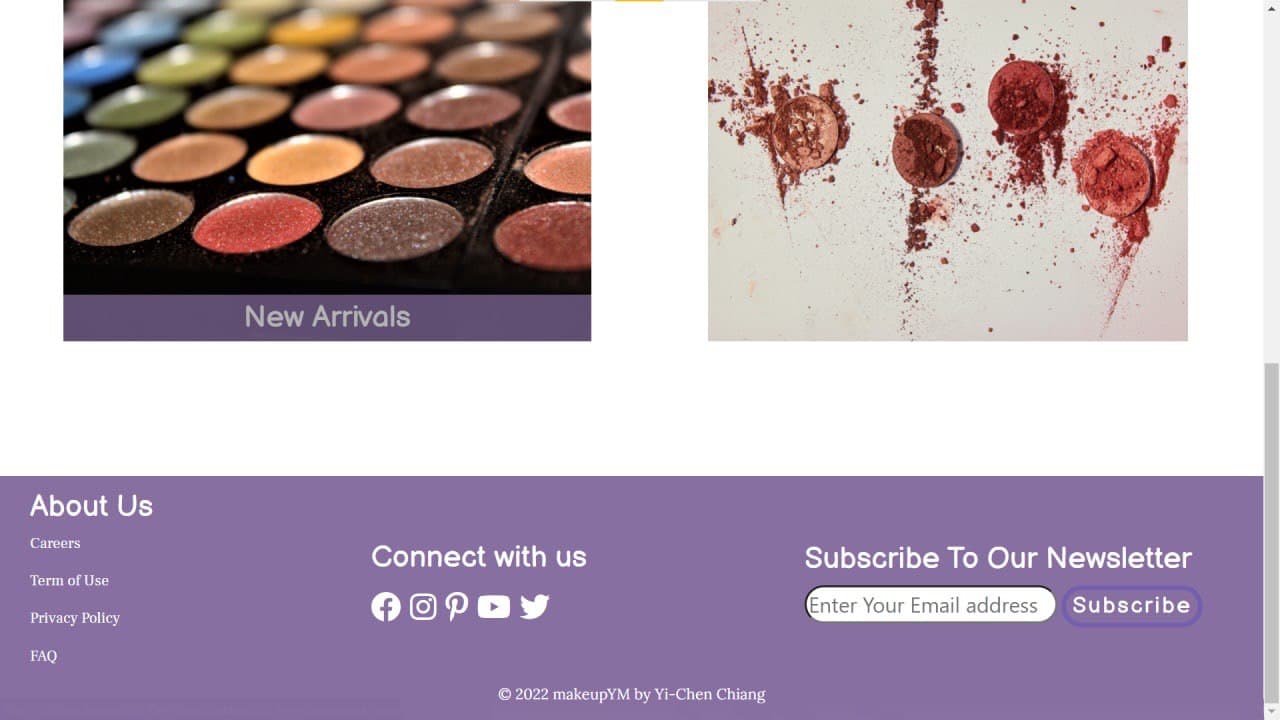 New Arrivals
About Us
Careers
Term of Use
Privacy Policy
FAQ
Connect with us
Subscribe To Our Newsletter
Enter Your Email address
Subscribe
© 2022 makeupYM by Yi-Chen Chiang